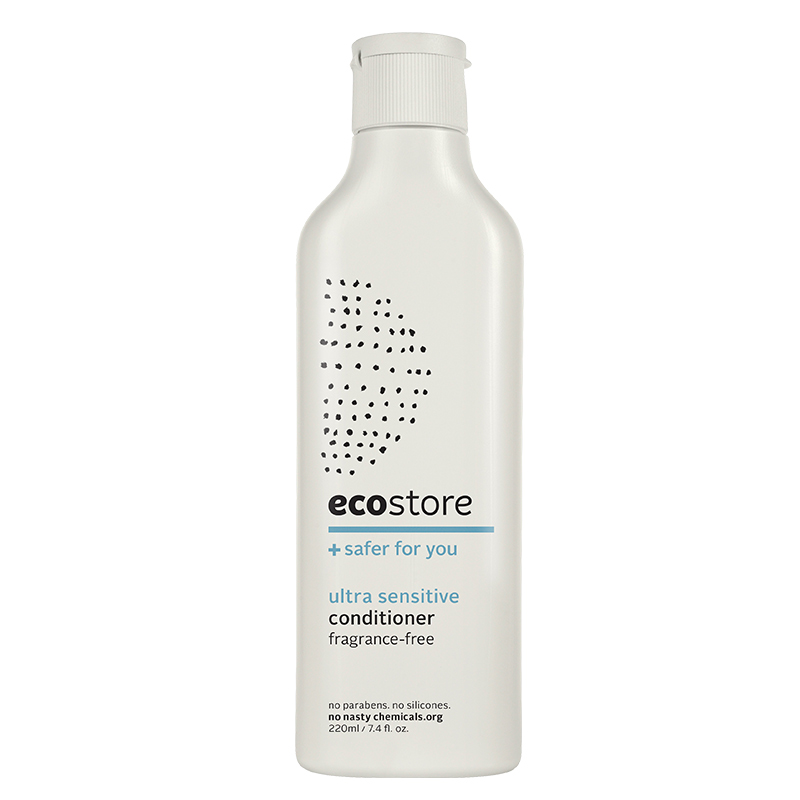 ecostore
+ safer for you
ultra sensitive
conditioner
fragrance-free
no parabens. no silicones.
no nasty chemicals.org
220ml / 7.4 fl. oz.